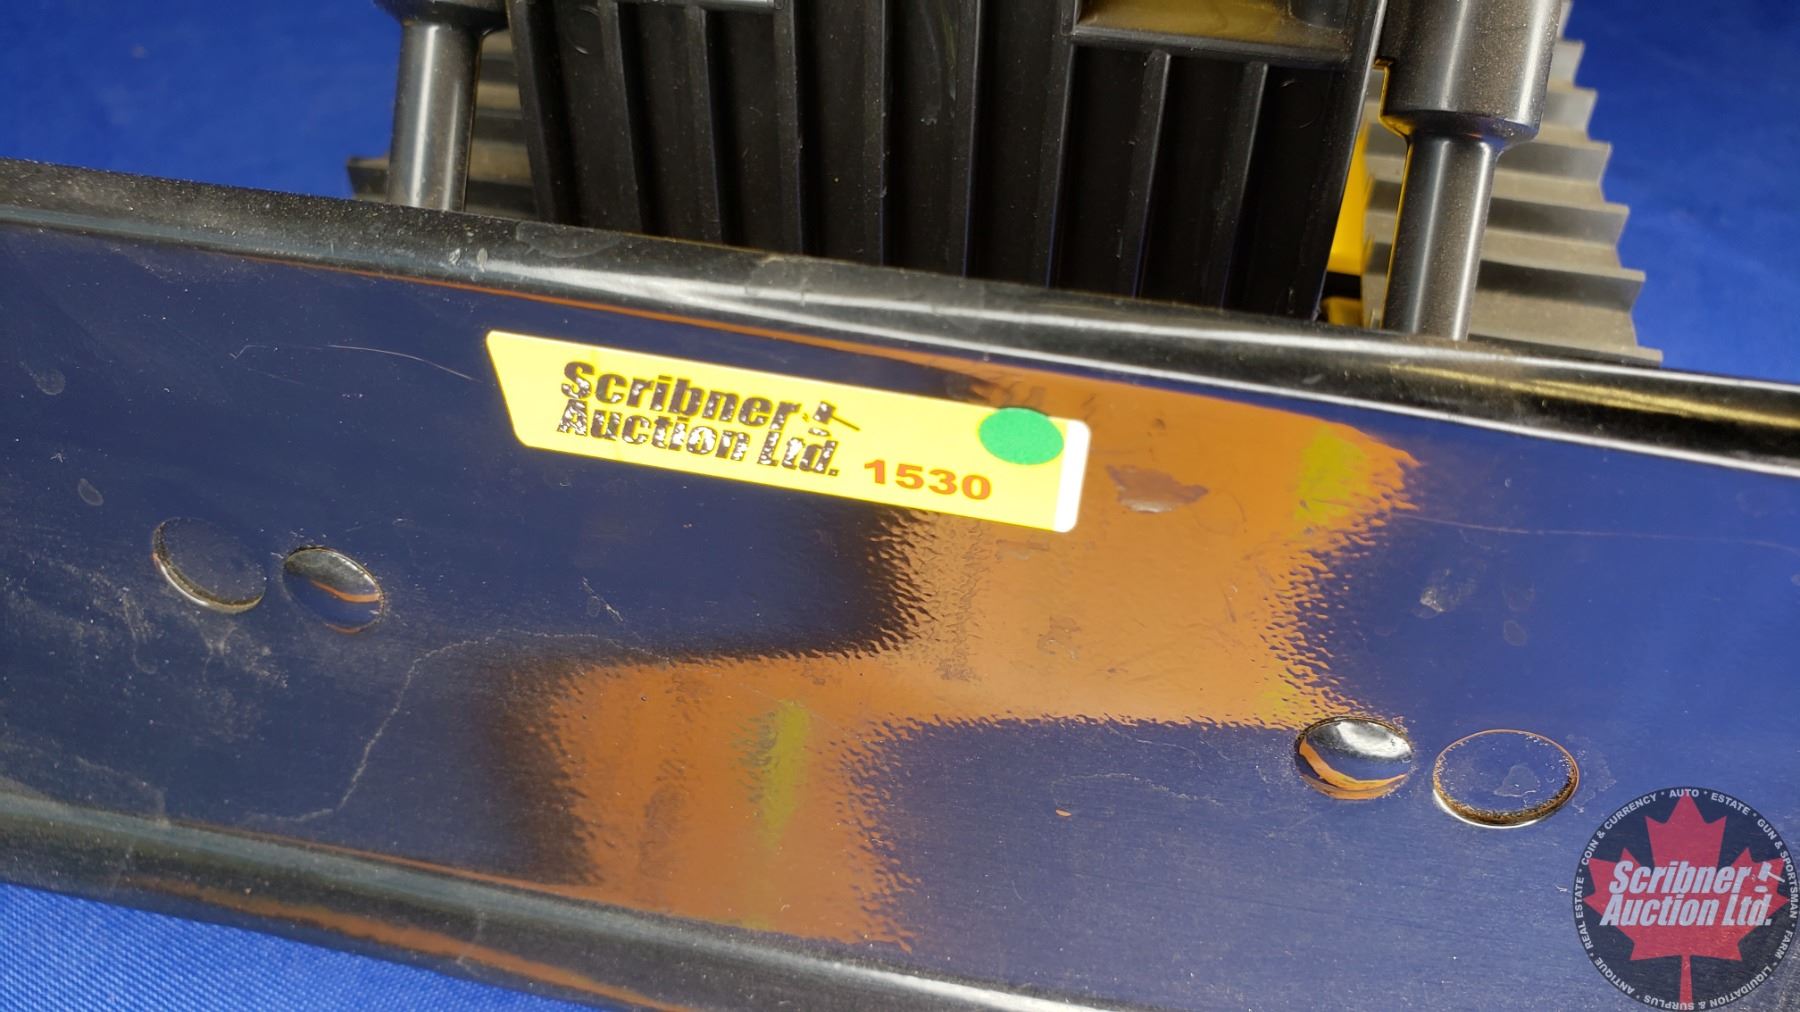 Scribner
Auction Ltd.
1530
COIN & CURRENCY * AUTO * ESTATE * GUN & SPORTSMAN * FARM * LIQUIDATION & SURPLUS * ANTIQUE * REAL ESTATE *
Scribner
Auction Ltd.